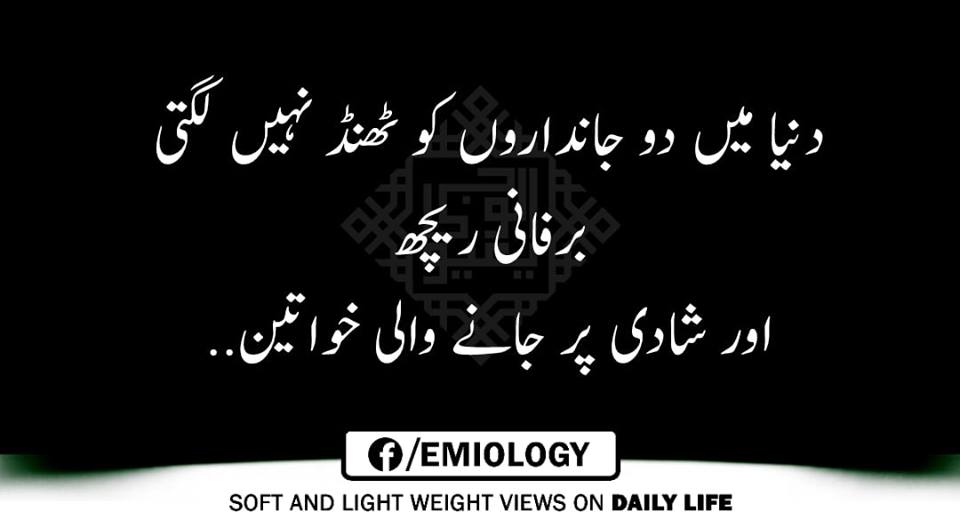 دنیا میں دو جانداروں کو ٹھنڈ نہیں لگتی
برفانی ریچھ
اور شادی پر جانے والی خواتین..
/EMIOLOGY
SOFT AND LIGHT WEIGHT VIEWS ON DAILY LIFE